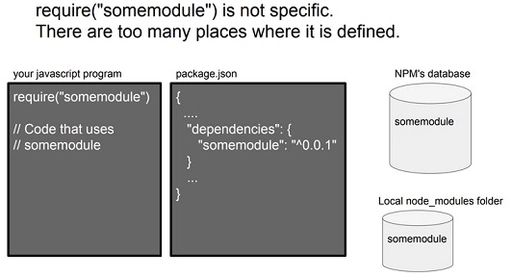 require("somemodule") is not specific.
There are too many places where it is defined.
your javascript program
require("somemodule")
// Code that uses
// somemodule
package.json
{
....
"dependencies": {
"somemodule": "^0.0.1"
}
...
}
NPM's database
somemodule
Local node_modules folder
somemodule